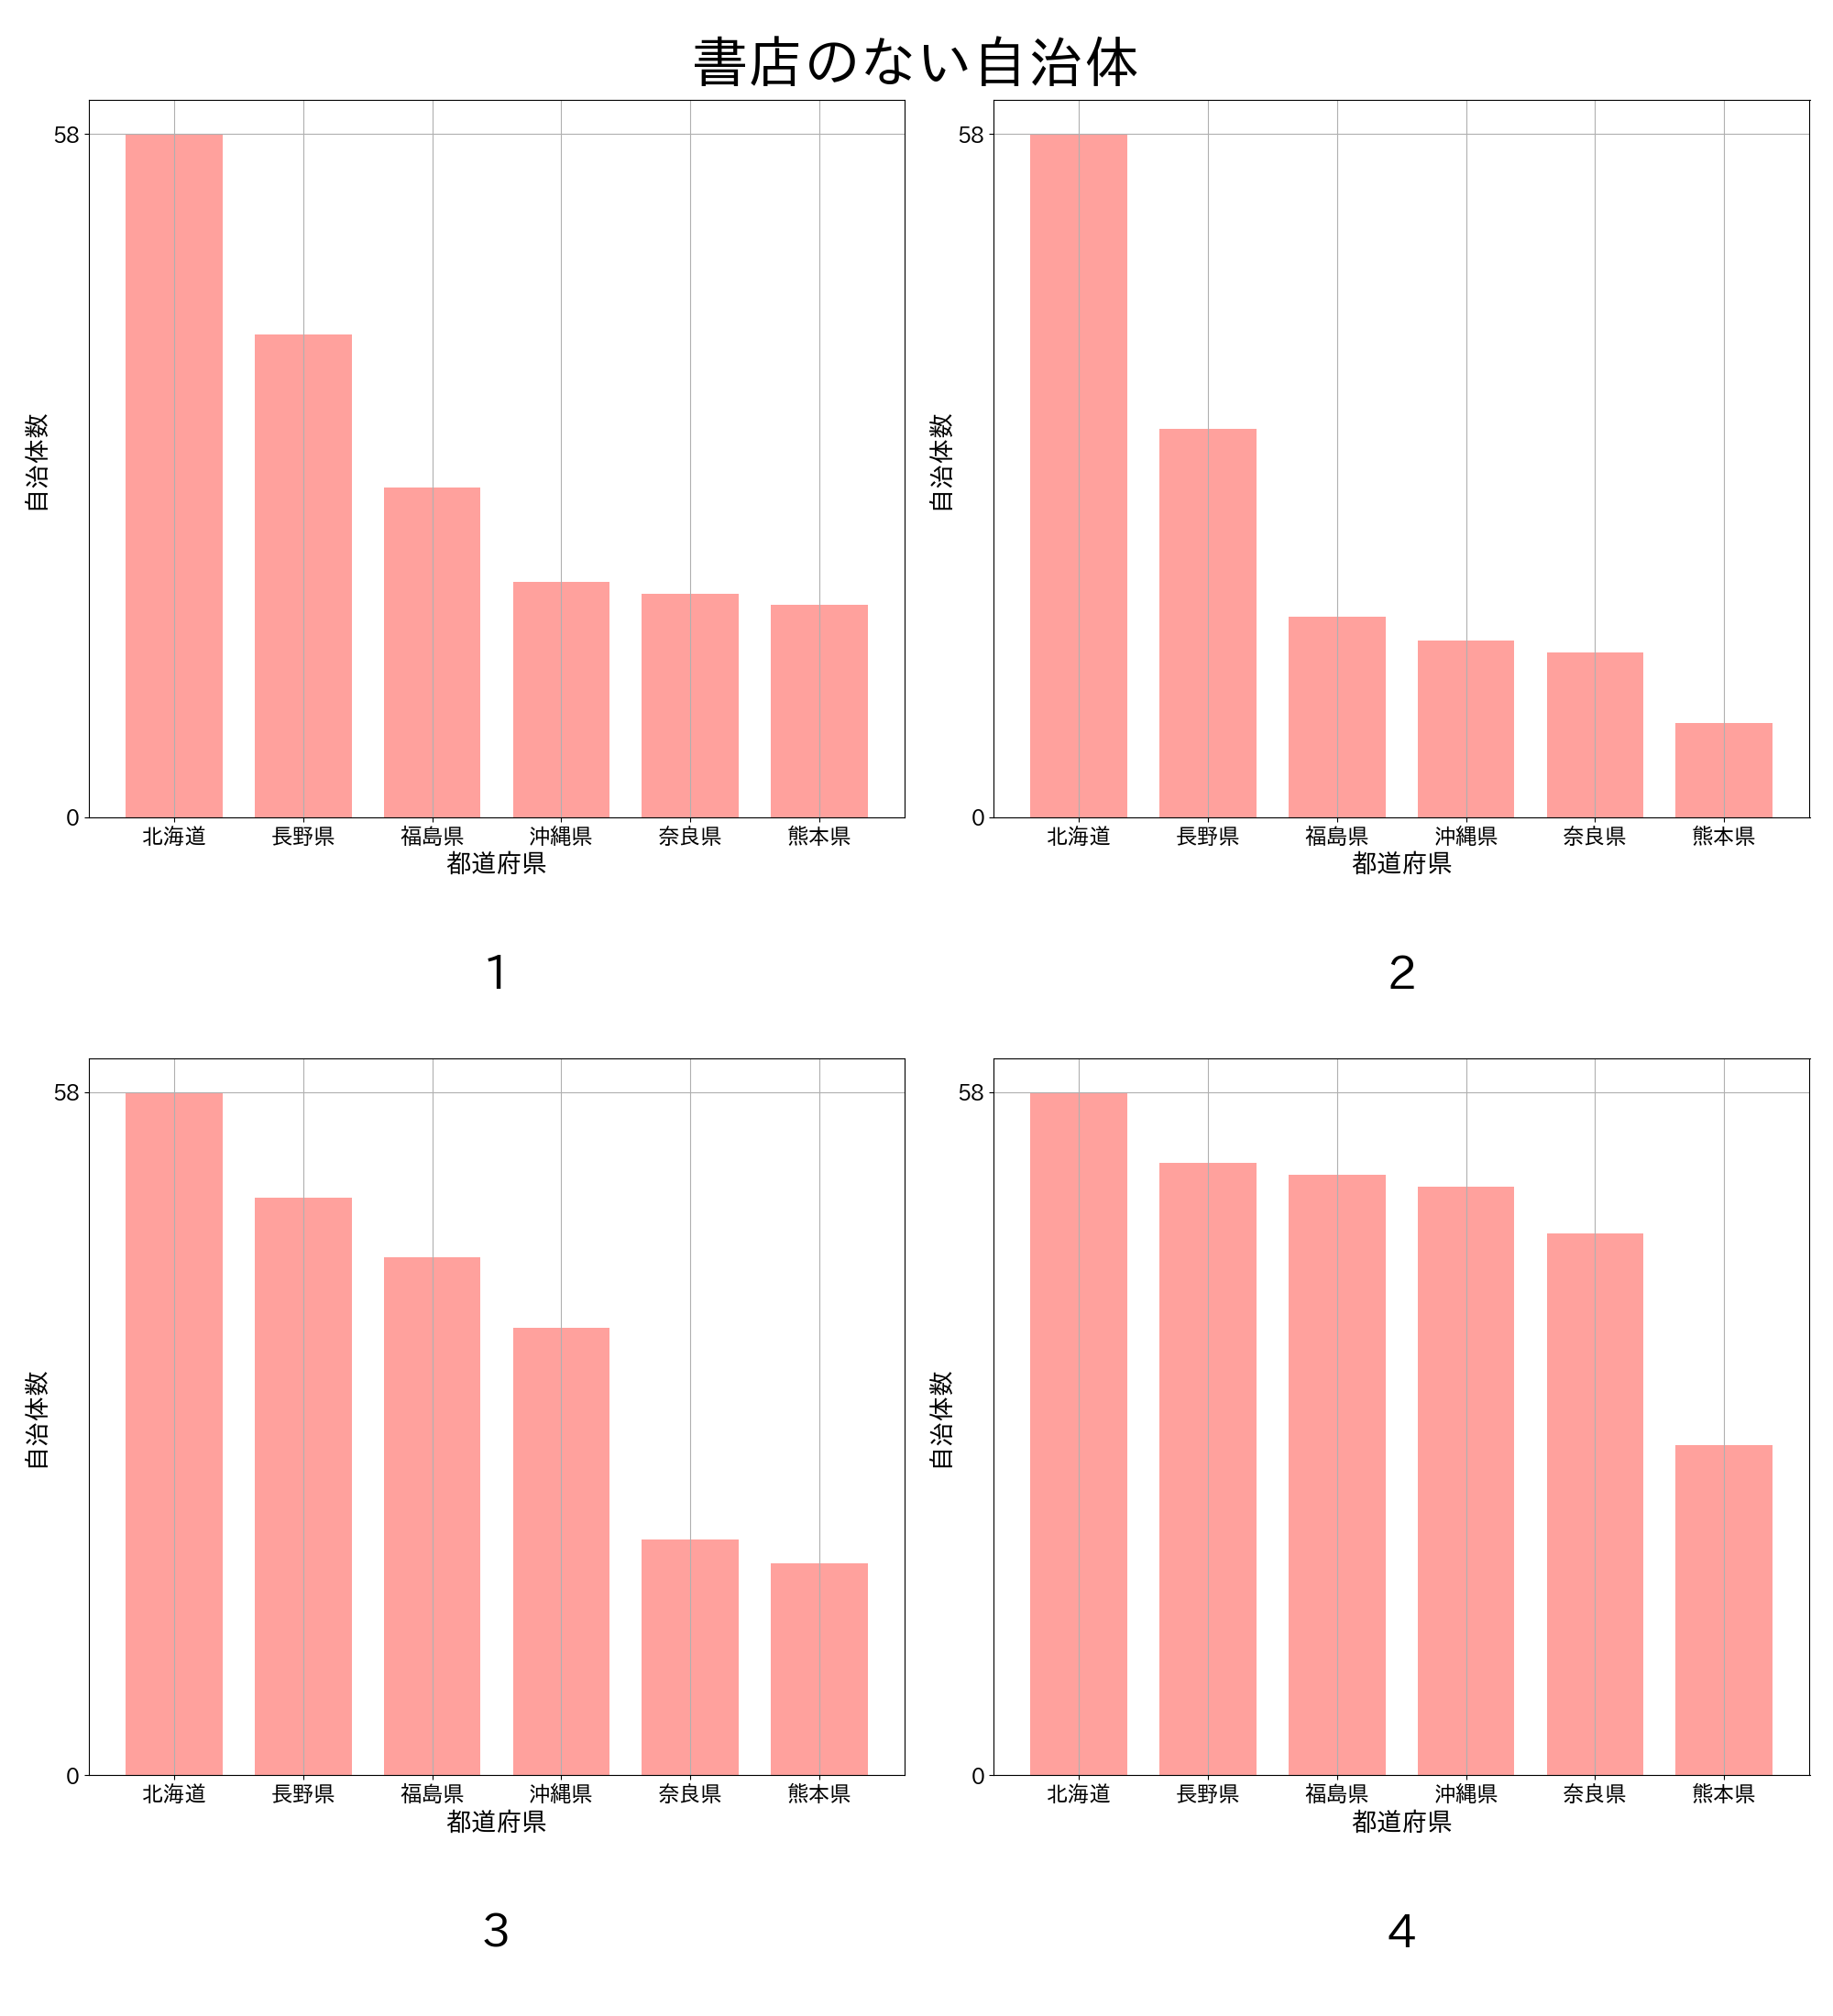 書店のない自治体
58
0
自治体数
北海道 長野県 福島県 沖縄県 奈良県 熊本県
都道府県
1
58
0
自治体数
北海道 長野県 福島県 沖縄県 奈良県 熊本県
都道府県
2
58
0
自治体数
北海道 長野県 福島県 沖縄県 奈良県 熊本県
都道府県
3
58
0
自治体数
北海道 長野県 福島県 沖縄県 奈良県 熊本県
都道府県
4